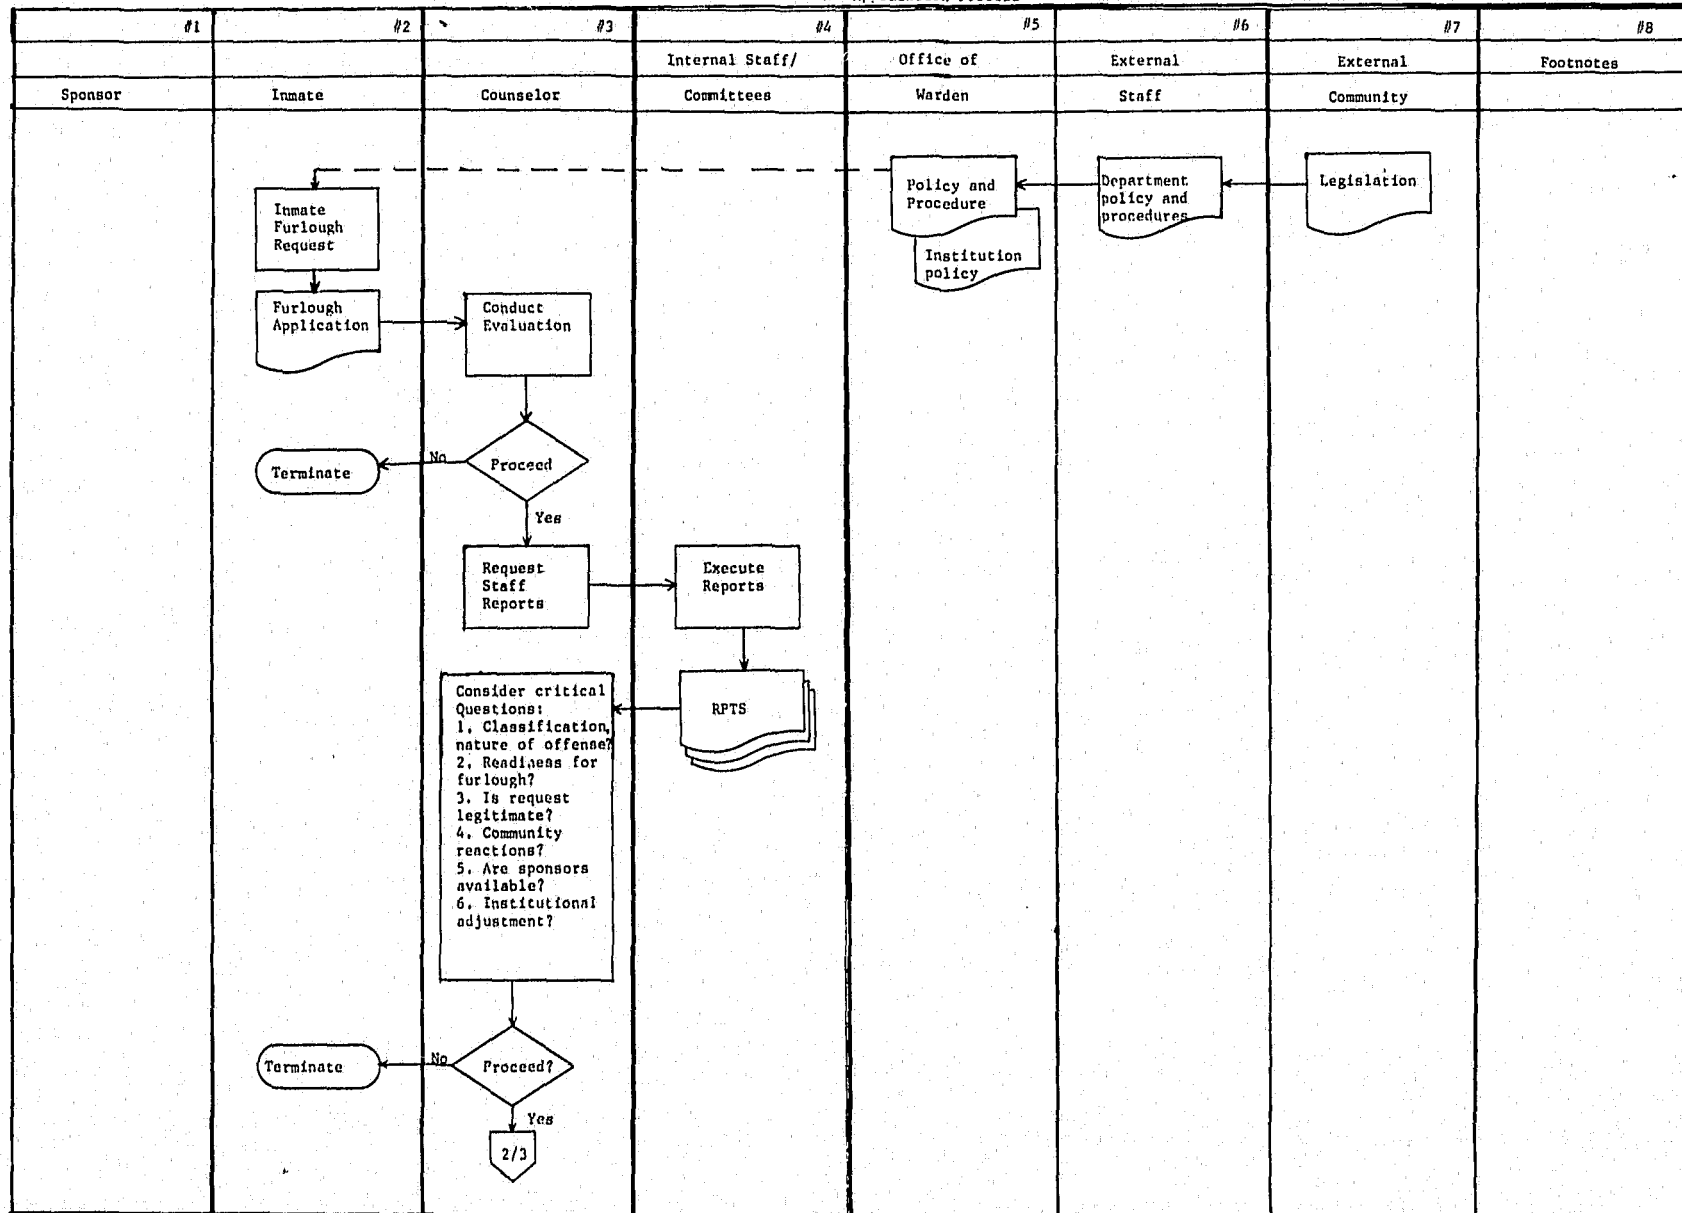 #1
#2
#3
#4
#5
#6
#7
#8
Internal Staff/
Office of
External
External
Footnotes
Sponsor
Inmate
Counselor
Committees
Warden
Staff
Community
Policy and
Procedure
Institution
policy
Department
policy and
procedures
Legislation
Inmate
Furlough
Request
Furlough
Application
Conduct
Evaluation
Proceed
No
Terminate
Yes
Request
Staff
Reports
Execute
Reports
RPTS
Consider critical
Questions:
1. Classification,
nature of offense?
2. Readiness for
furlough?
3. Is request
legitimate?
4. Community
reactions?
5. Are sponsors
available?
6. Institutional
adjustment?
Proceed?
No
Terminate
Yes
2/3